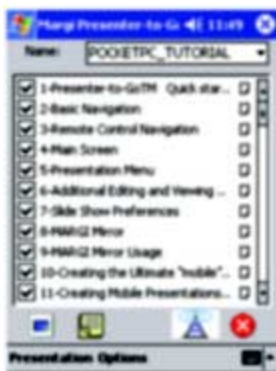 Margi Presenter-to-Go 11:49
Name: POCKETPC_TUTORIAL
1-Presenter-to-GoTM Quick star...
2-Basic Navigation
3-Remote Control Navigation
4-Main Screen
5-Presentation Menu
6-Additional Editing and Viewing ...
7-Slide Show Preferences
8-MARGI Mirror
9-MARGI Mirror Usage
10-Creating the Ultimate "mobile"...
11-Creating Mobile Presentations...
Presentation Options